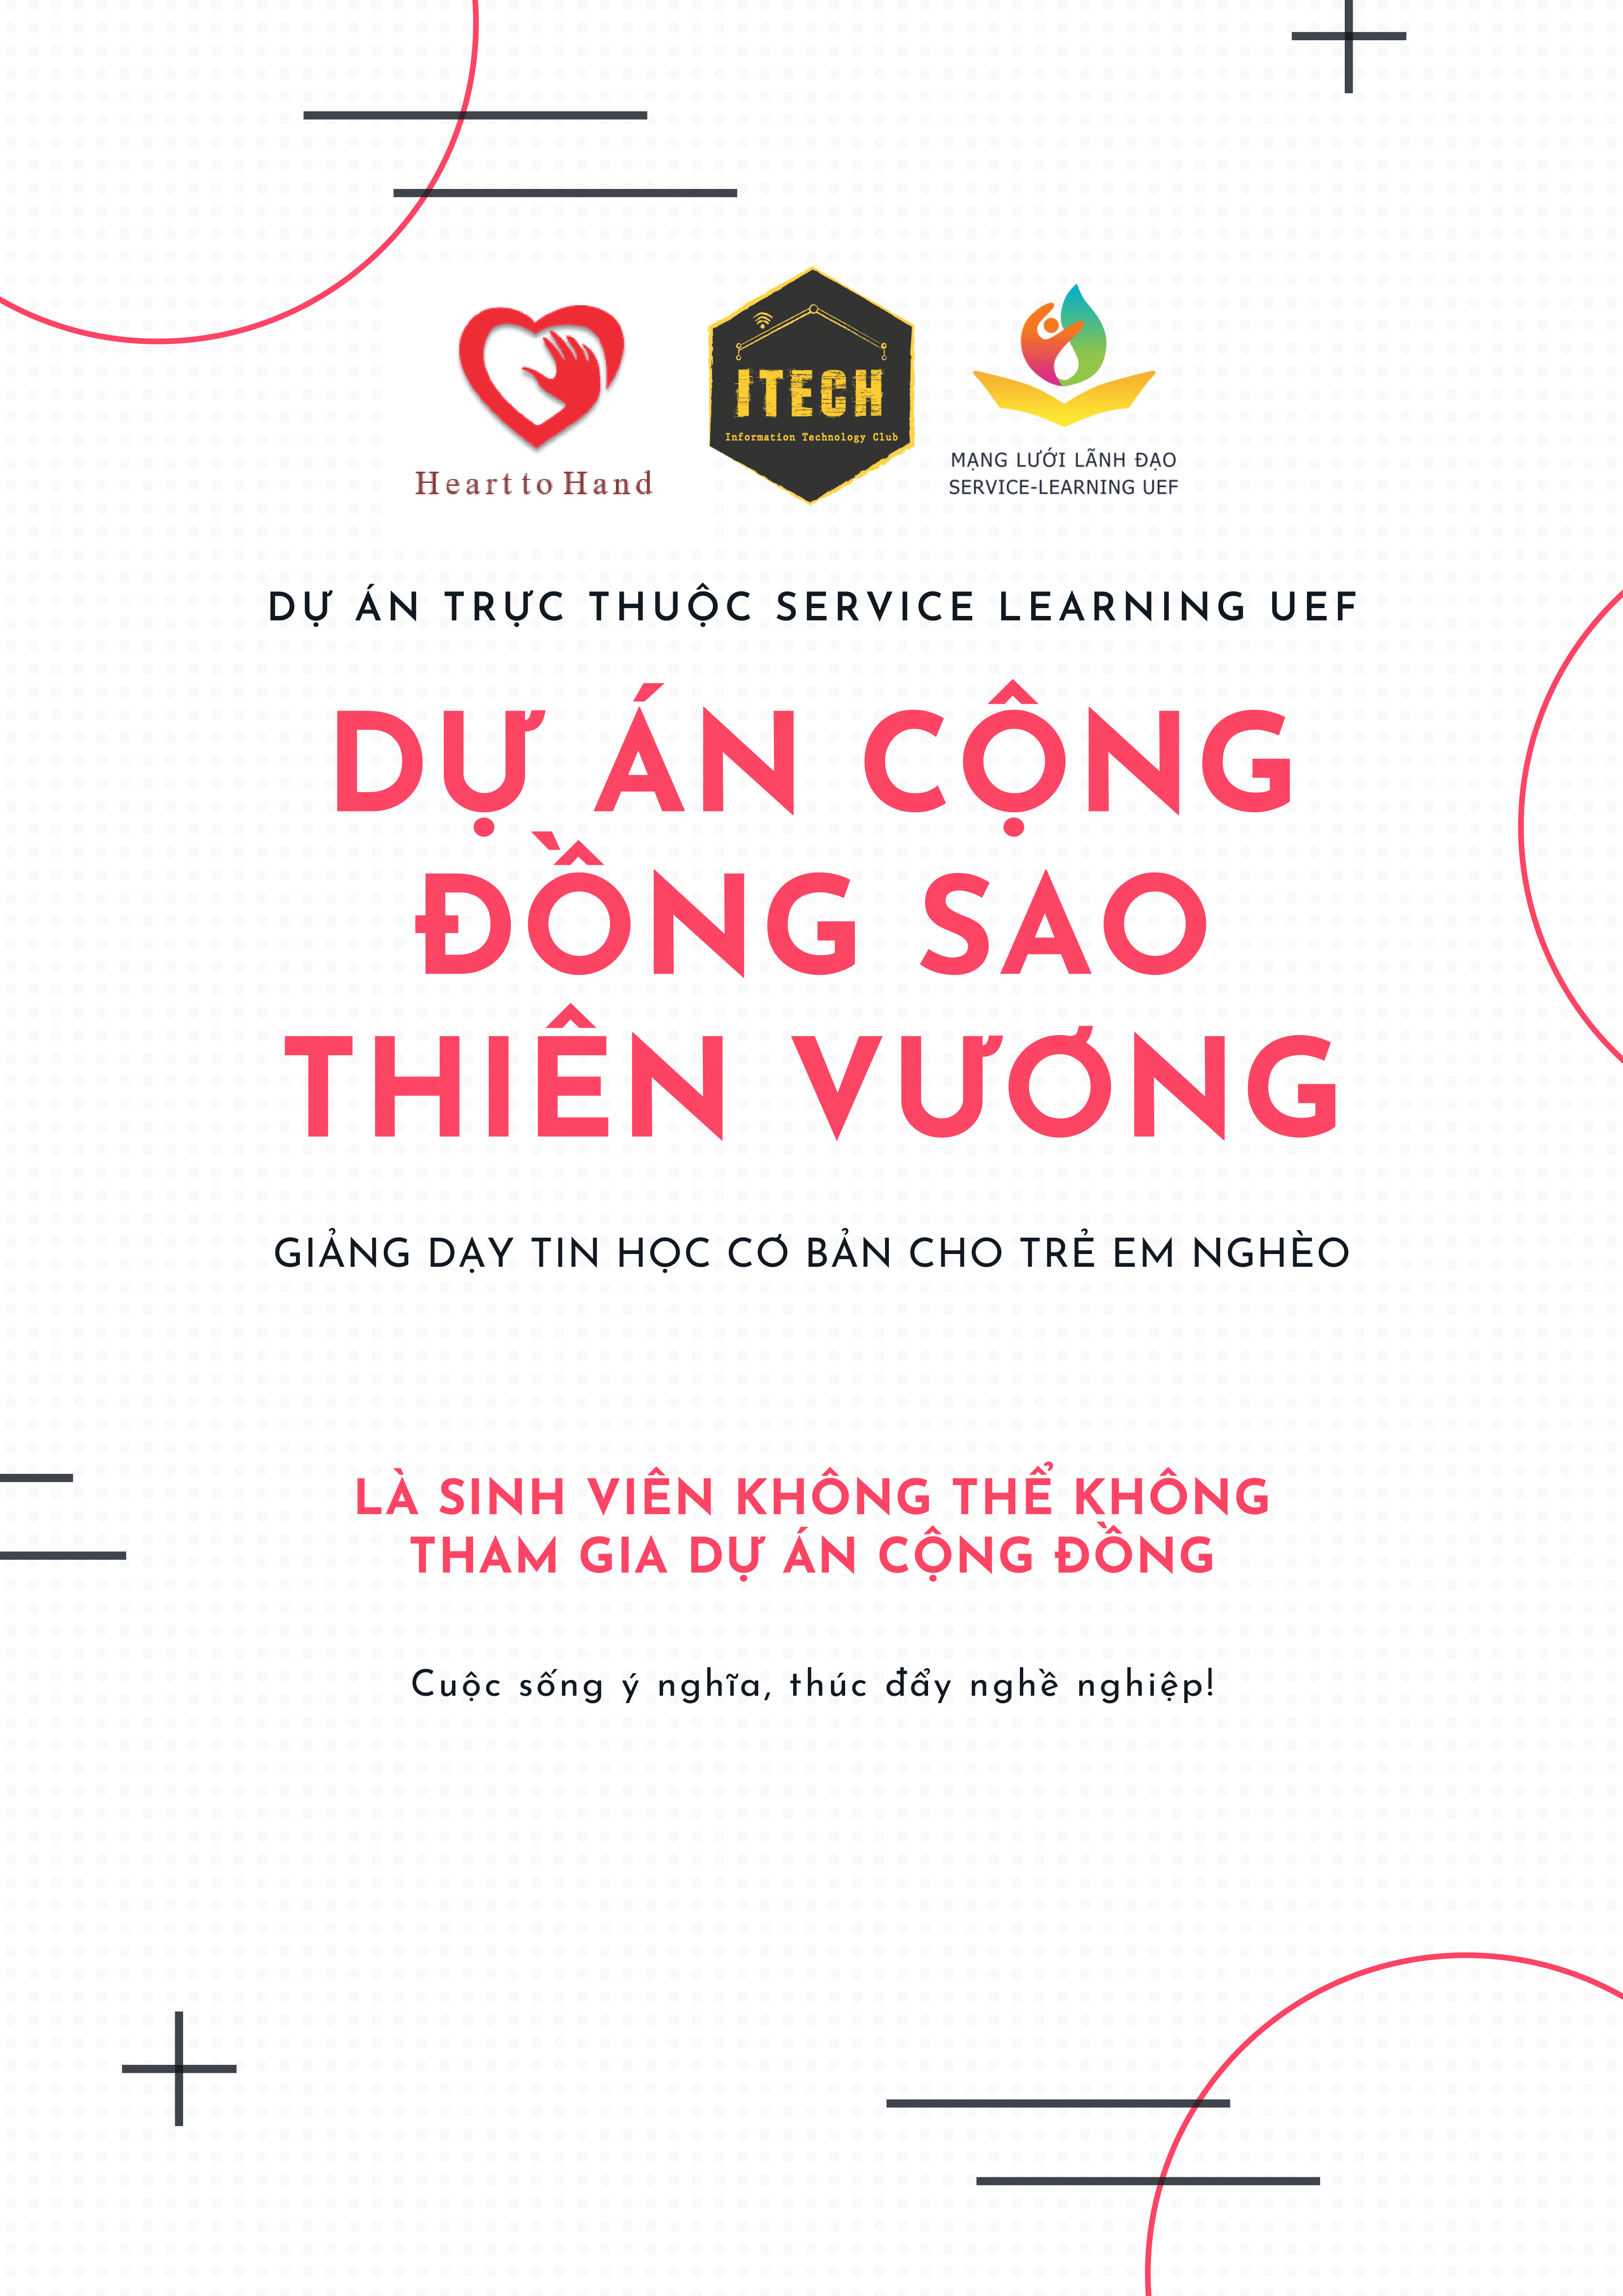 Heart to Hand
ITECH
Information Technology Club
MẠNG LƯỚI LÃNH ĐẠO
SERVICE-LEARNING UEF
DỰ ÁN TRỰC THUỘC SERVICE LEARNING UEF
DỰ ÁN CỘNG
ĐỒNG SAO
THIÊN VƯƠNG
GIẢNG DẠY TIN HỌC CƠ BẢN CHO TRẺ EM NGHÈO
LÀ SINH VIÊN KHÔNG THỂ KHÔNG
THAM GIA DỰ ÁN CỘNG ĐỒNG
Cuộc sống ý nghĩa, thúc đẩy nghề nghiệp!